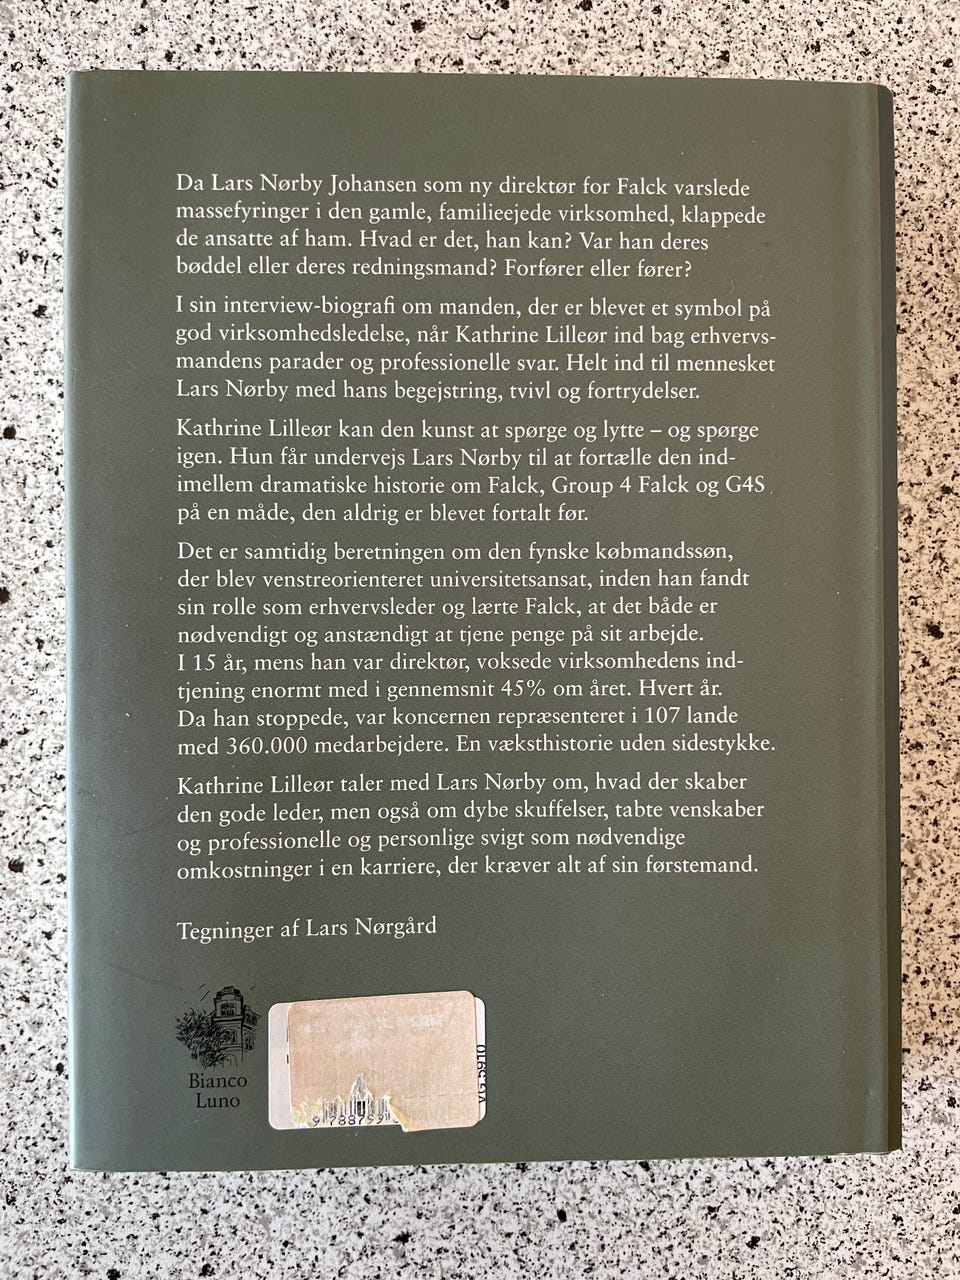 Da Lars Nørby Johansen som ny direktør for Falck varslede
massefyringer i den gamle, familieejede virksomhed, klappede
de ansatte af ham. Hvad er det, han kan? Var han deres
bøddel eller deres redningsmand? Forfører eller fører?
I sin interview-biografi om manden, der er blevet et symbol på
god virksomhedsledelse, når Kathrine Lilleør ind bag erhvervs-
mandens parader og professionelle svar. Helt ind til mennesket
Lars Nørby med hans begejstring, tvivl og fortrydelser.
Kathrine Lilleør kan den kunst at spørge og lytte – og spørge
igen. Hun får undervejs Lars Nørby til at fortælle den ind-
imellem dramatiske historie om Falck, Group 4 Falck og G4S
på en måde, den aldrig er blevet fortalt før.
Det er samtidig beretningen om den fynske købmandssøn,
der blev venstreorienteret universitetsansat, inden han fandt
sin rolle som erhvervsleder og lærte Falck, at det både er
nødvendigt og anstændigt at tjene penge på sit arbejde.
I 15 år, mens han var direktør, voksede virksomhedens ind-
tjening enormt med i gennemsnit 45% om året. Hvert år.
Da han stoppede, var koncernen repræsenteret i 107 lande
med 360.000 medarbejdere. En væksthistorie uden sidestykke.
Kathrine Lilleør taler med Lars Nørby om, hvad der skaber
den gode leder, men også om dybe skuffelser, tabte venskaber
og professionelle og personlige svigt som nødvendige
omkostninger i en karriere, der kræver alt af sin førstemand.
Tegninger af Lars Nørgård
Bianco
Luno